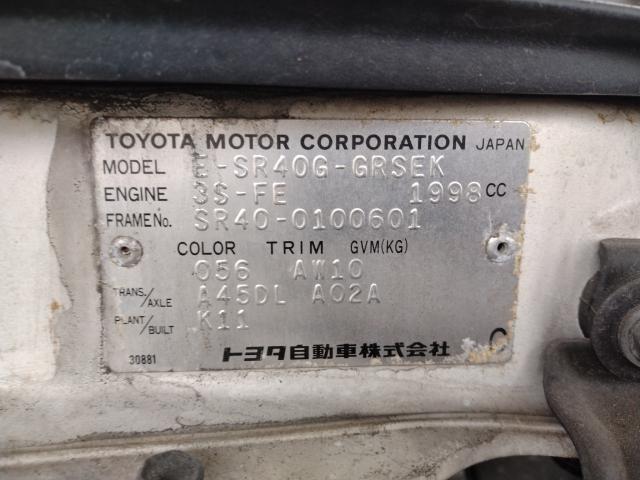 TOYOTA MOTOR CORPORATION JAPAN
MODEL E-SR40G-GRSEK
ENGINE 3S-FE 1998 CC
FRAME No. SR40-0100601
COLOR TRIM GVM(KG)
056 AW10
TRANS./AXLE A45DL A02A
PLANT/BUILT K11
30881 トヨタ自動車株式会社 C